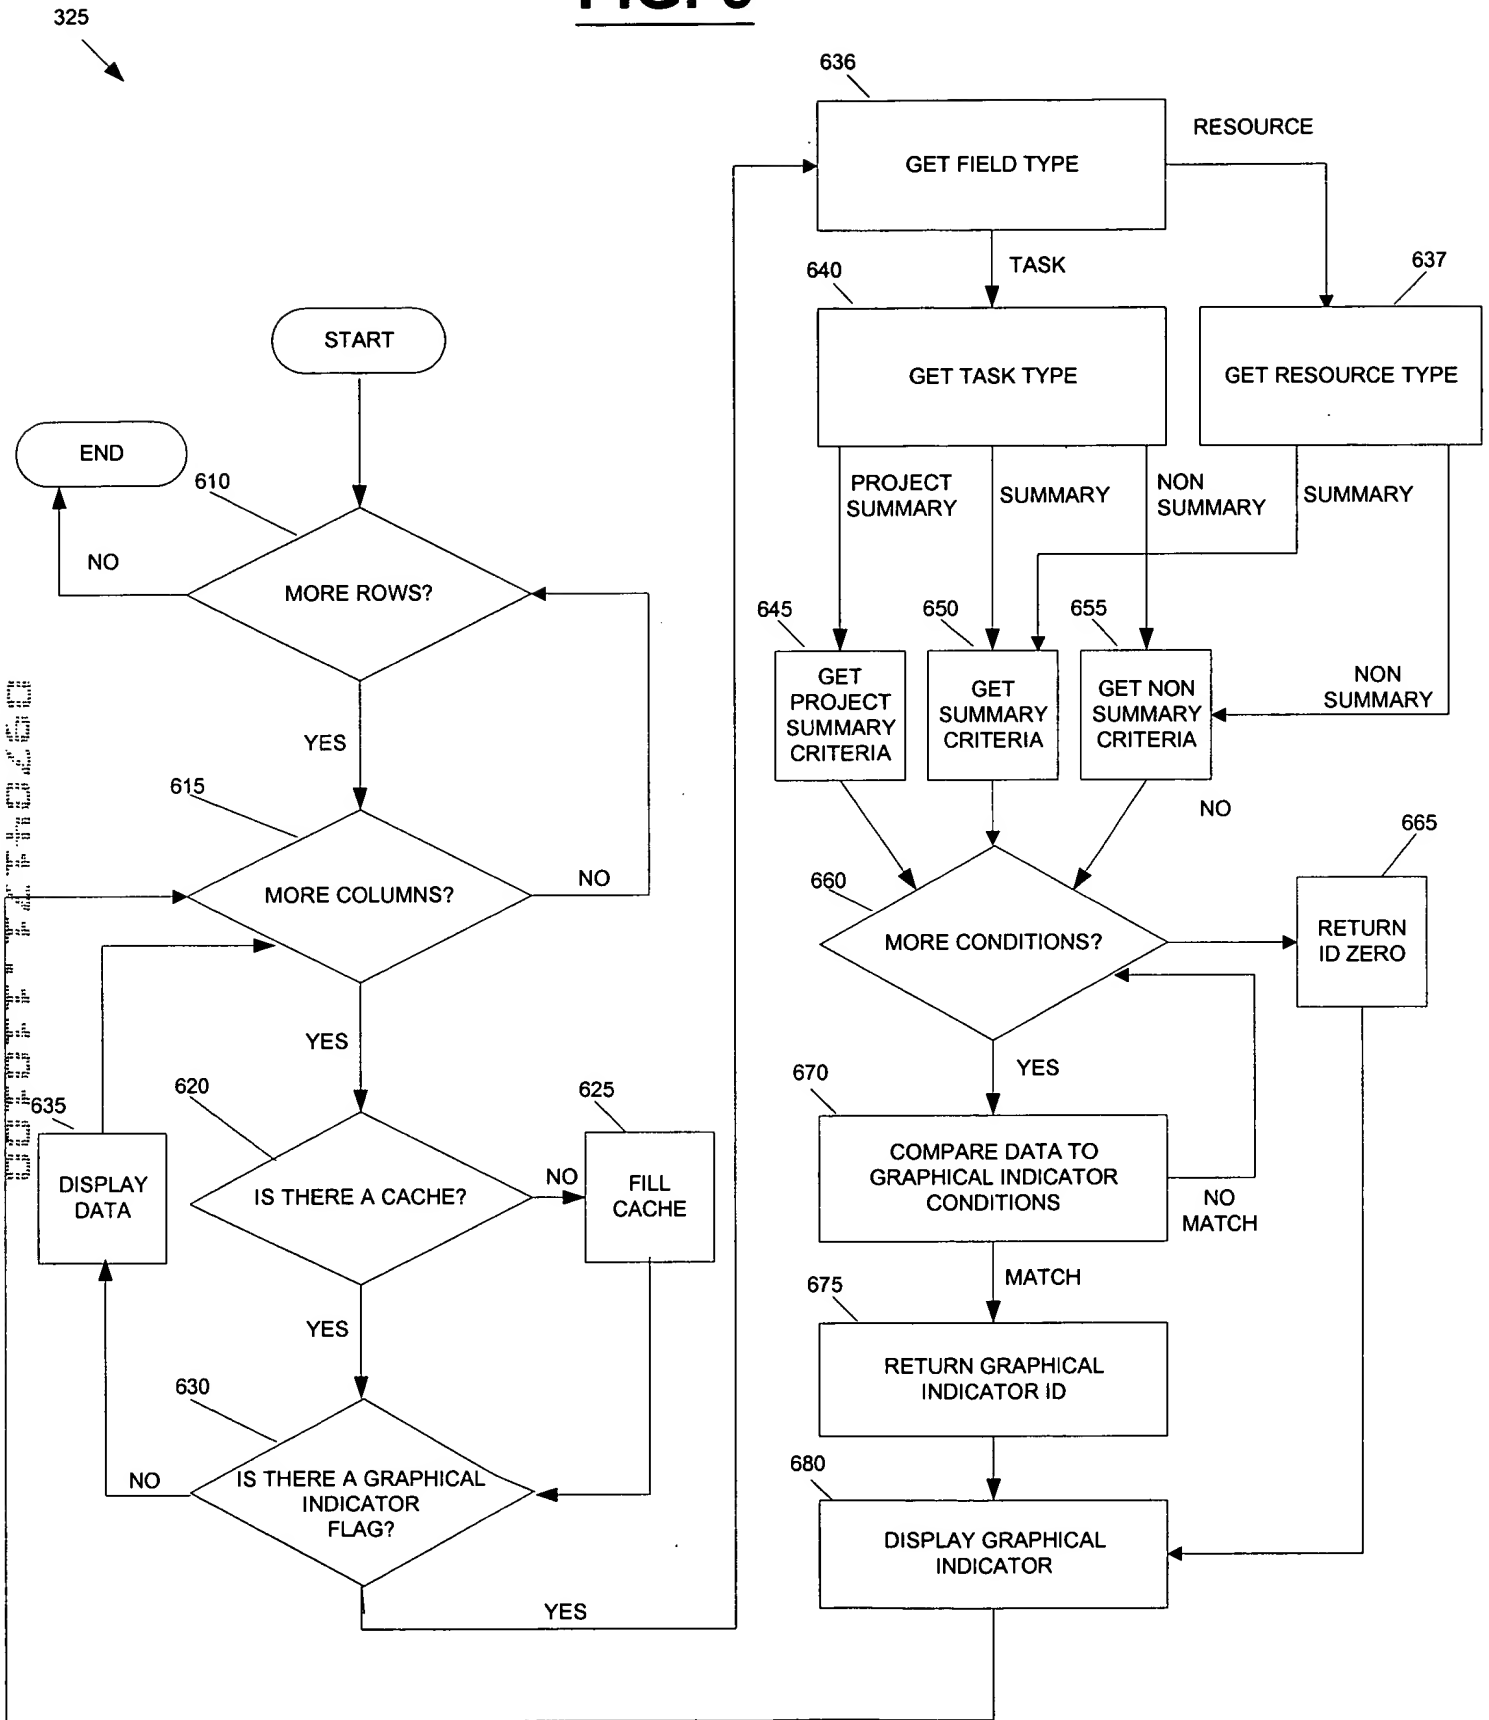 325
636
RESOURCE
GET FIELD TYPE
TASK
640
637
START
GET TASK TYPE
GET RESOURCE TYPE
END
610
NO
PROJECT
SUMMARY
SUMMARY
NON
SUMMARY
SUMMARY
MORE ROWS?
645
650
655
GET
PROJECT
SUMMARY
CRITERIA
GET
SUMMARY
CRITERIA
GET NON
SUMMARY
CRITERIA
NON
SUMMARY
YES
615
NO
665
MORE COLUMNS?
NO
660
MORE CONDITIONS?
RETURN
ID ZERO
YES
YES
620
625
670
635
DISPLAY
DATA
IS THERE A CACHE?
NO
FILL
CACHE
COMPARE DATA TO
GRAPHICAL INDICATOR
CONDITIONS
NO
MATCH
YES
MATCH
675
630
RETURN GRAPHICAL
INDICATOR ID
NO
IS THERE A GRAPHICAL
INDICATOR
FLAG?
680
DISPLAY GRAPHICAL
INDICATOR
YES